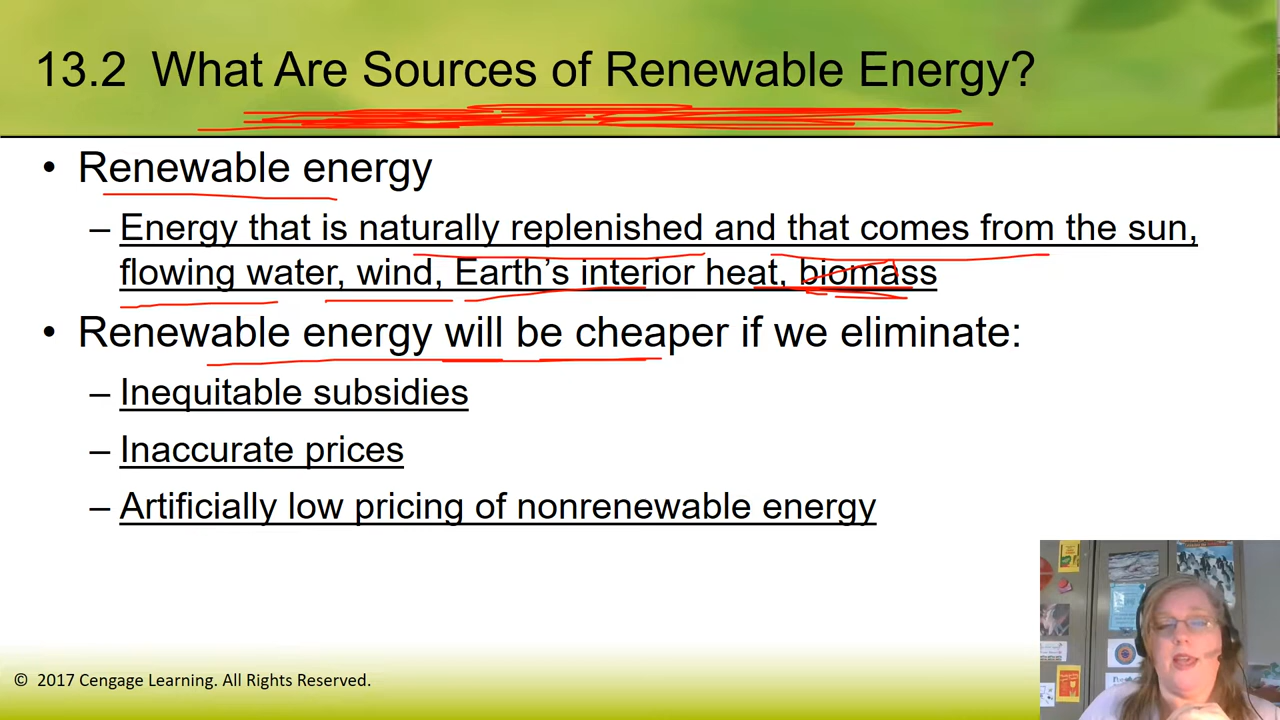 13.2 What Are Sources of Renewable Energy?
• Renewable energy
– Energy that is naturally replenished and that comes from the sun,
flowing water, wind, Earth's interior heat, biomass
• Renewable energy will be cheaper if we eliminate:
– Inequitable subsidies
– Inaccurate prices
– Artificially low pricing of nonrenewable energy
© 2017 Cengage Learning. All Rights Reserved.